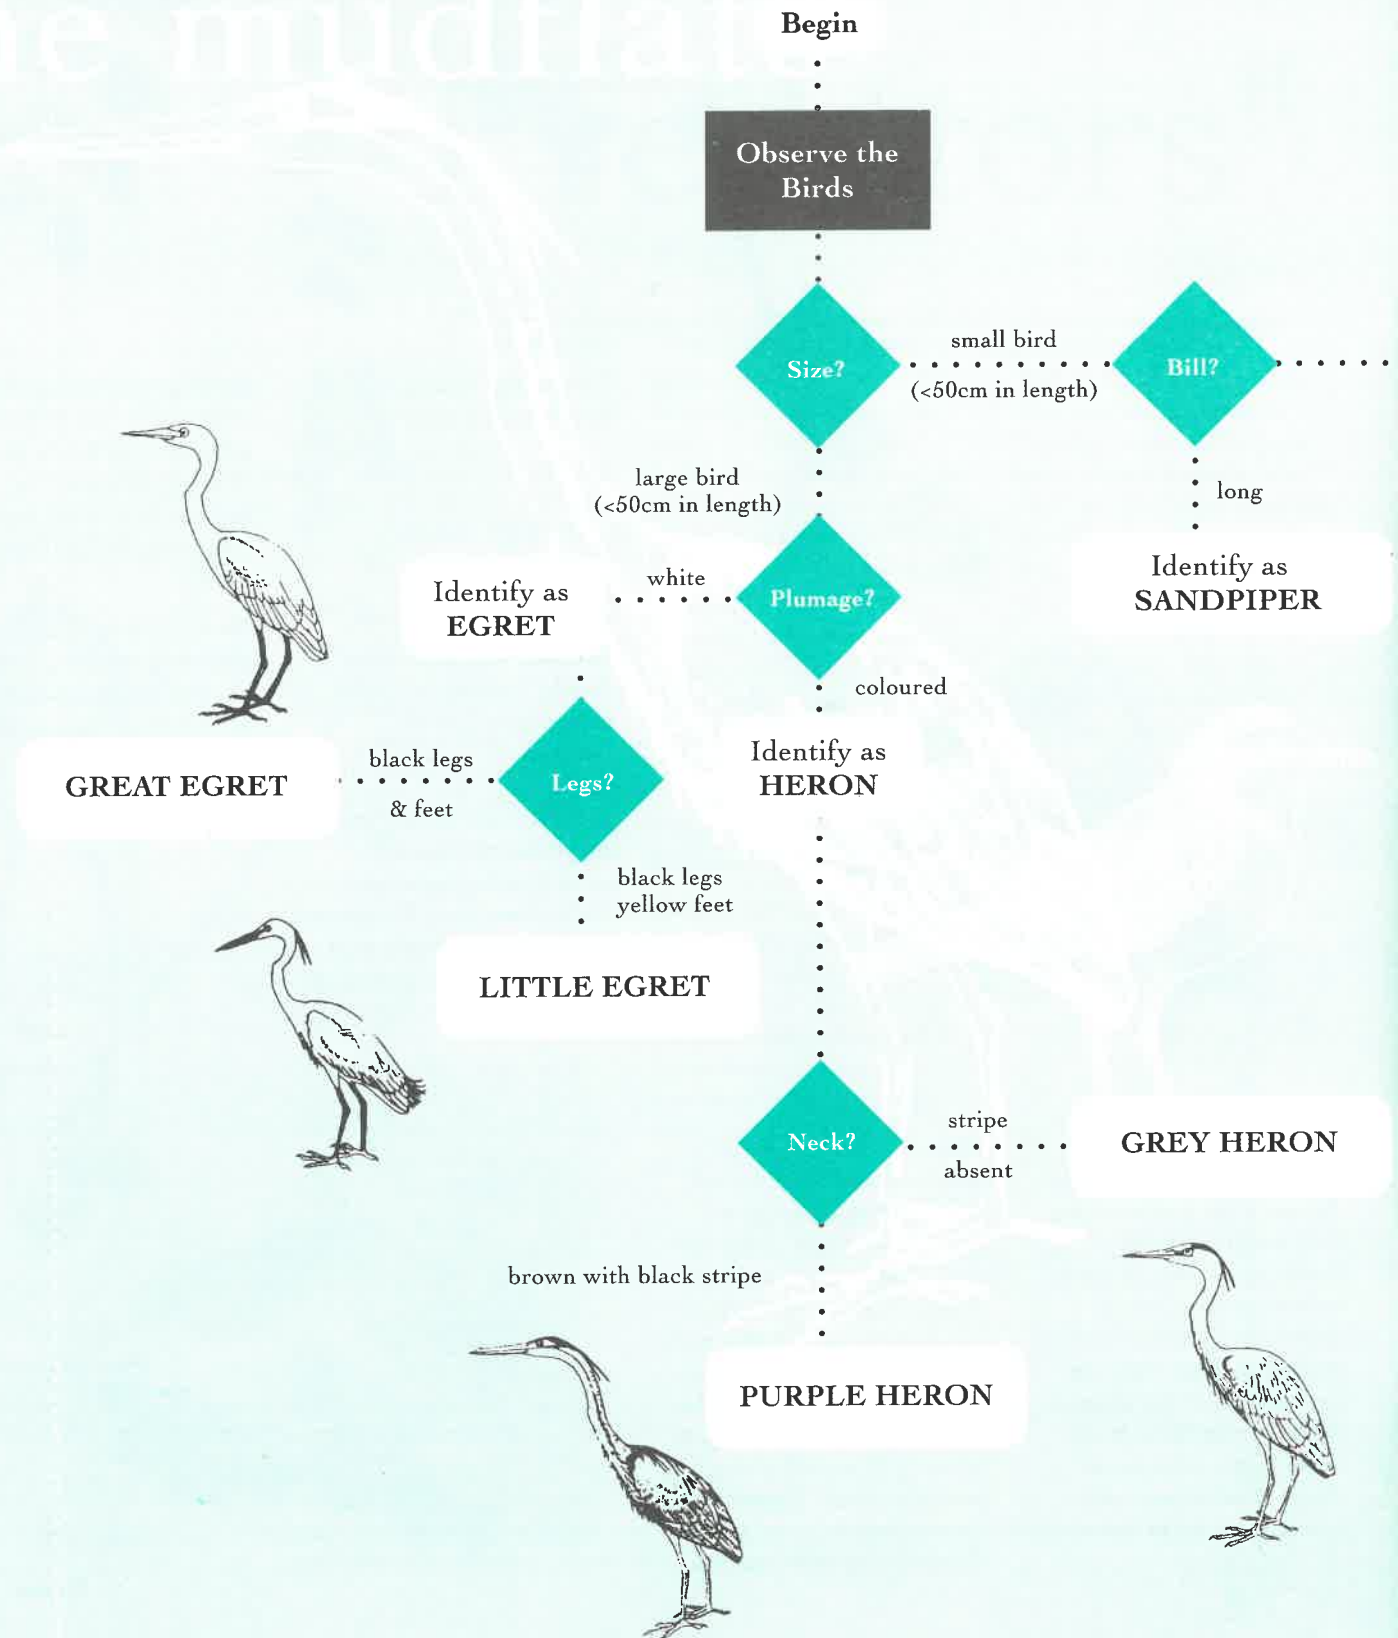 he mudflats
Begin
Observe the
Birds
Size?
small bird
(<50cm in length)
Bill?
long
Identify as
SANDPIPER
large bird
(<50cm in length)
Plumage?
white
Identify as
EGRET
coloured
Identify as
HERON
Legs?
black legs
& feet
GREAT EGRET
black legs
yellow feet
LITTLE EGRET
Neck?
stripe
absent
GREY HERON
brown with black stripe
PURPLE HERON